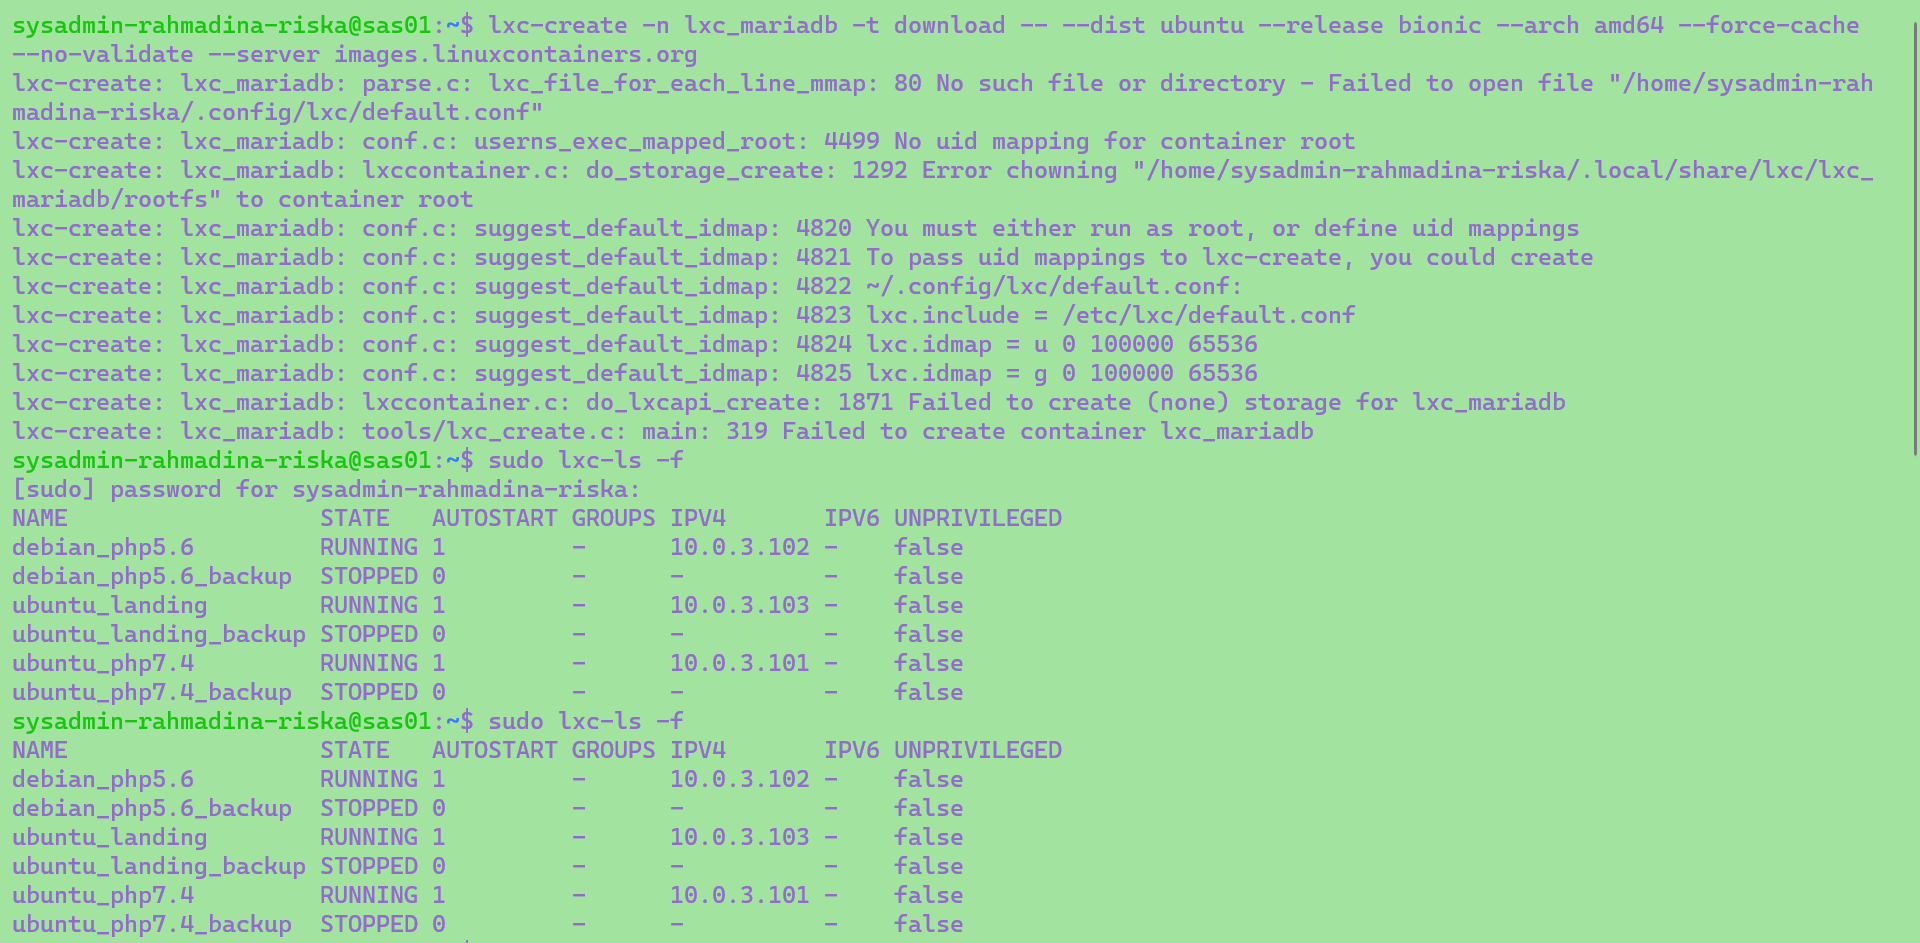 sysadmin-rahmadina-riska@sas01:~$ lxc-create -n lxc_mariadb -t download -- --dist ubuntu --release bionic --arch amd64 --force-cache
--no-validate --server images.linuxcontainers.org
lxc-create: lxc_mariadb: parse.c: lxc_file_for_each_line_mmap: 80 No such file or directory - Failed to open file "/home/sysadmin-rah
madina-riska/.config/lxc/default.conf"
lxc-create: lxc_mariadb: conf.c: userns_exec_mapped_root: 4499 No uid mapping for container root
lxc-create: lxc_mariadb: lxccontainer.c: do_storage_create: 1292 Error chowning "/home/sysadmin-rahmadina-riska/.local/share/lxc/lxc_
mariadb/rootfs" to container root
lxc-create: lxc_mariadb: conf.c: suggest_default_idmap: 4820 You must either run as root, or define uid mappings
lxc-create: lxc_mariadb: conf.c: suggest_default_idmap: 4821 To pass uid mappings to lxc-create, you could create
lxc-create: lxc_mariadb: conf.c: suggest_default_idmap: 4822 ~/.config/lxc/default.conf:
lxc-create: lxc_mariadb: conf.c: suggest_default_idmap: 4823 lxc.include = /etc/lxc/default.conf
lxc-create: lxc_mariadb: conf.c: suggest_default_idmap: 4824 lxc.idmap = u 0 100000 65536
lxc-create: lxc_mariadb: conf.c: suggest_default_idmap: 4825 lxc.idmap = g 0 100000 65536
lxc-create: lxc_mariadb: lxccontainer.c: do_lxcapi_create: 1871 Failed to create (none) storage for lxc_mariadb
lxc-create: lxc_mariadb: tools/lxc_create.c: main: 319 Failed to create container lxc_mariadb
sysadmin-rahmadina-riska@sas01:~$ sudo lxc-ls -f
[sudo] password for sysadmin-rahmadina-riska:
NAME                  STATE   AUTOSTART GROUPS IPV4       IPV6 UNPRIVILEGED
debian_php5.6         RUNNING 1         -      10.0.3.102 -    false
debian_php5.6_backup  STOPPED 0         -      -          -    false
ubuntu_landing        RUNNING 1         -      10.0.3.103 -    false
ubuntu_landing_backup STOPPED 0         -      -          -    false
ubuntu_php7.4         RUNNING 1         -      10.0.3.101 -    false
ubuntu_php7.4_backup  STOPPED 0         -      -          -    false
sysadmin-rahmadina-riska@sas01:~$ sudo lxc-ls -f
NAME                  STATE   AUTOSTART GROUPS IPV4       IPV6 UNPRIVILEGED
debian_php5.6         RUNNING 1         -      10.0.3.102 -    false
debian_php5.6_backup  STOPPED 0         -      -          -    false
ubuntu_landing        RUNNING 1         -      10.0.3.103 -    false
ubuntu_landing_backup STOPPED 0         -      -          -    false
ubuntu_php7.4         RUNNING 1         -      10.0.3.101 -    false
ubuntu_php7.4_backup  STOPPED 0         -      -          -    false